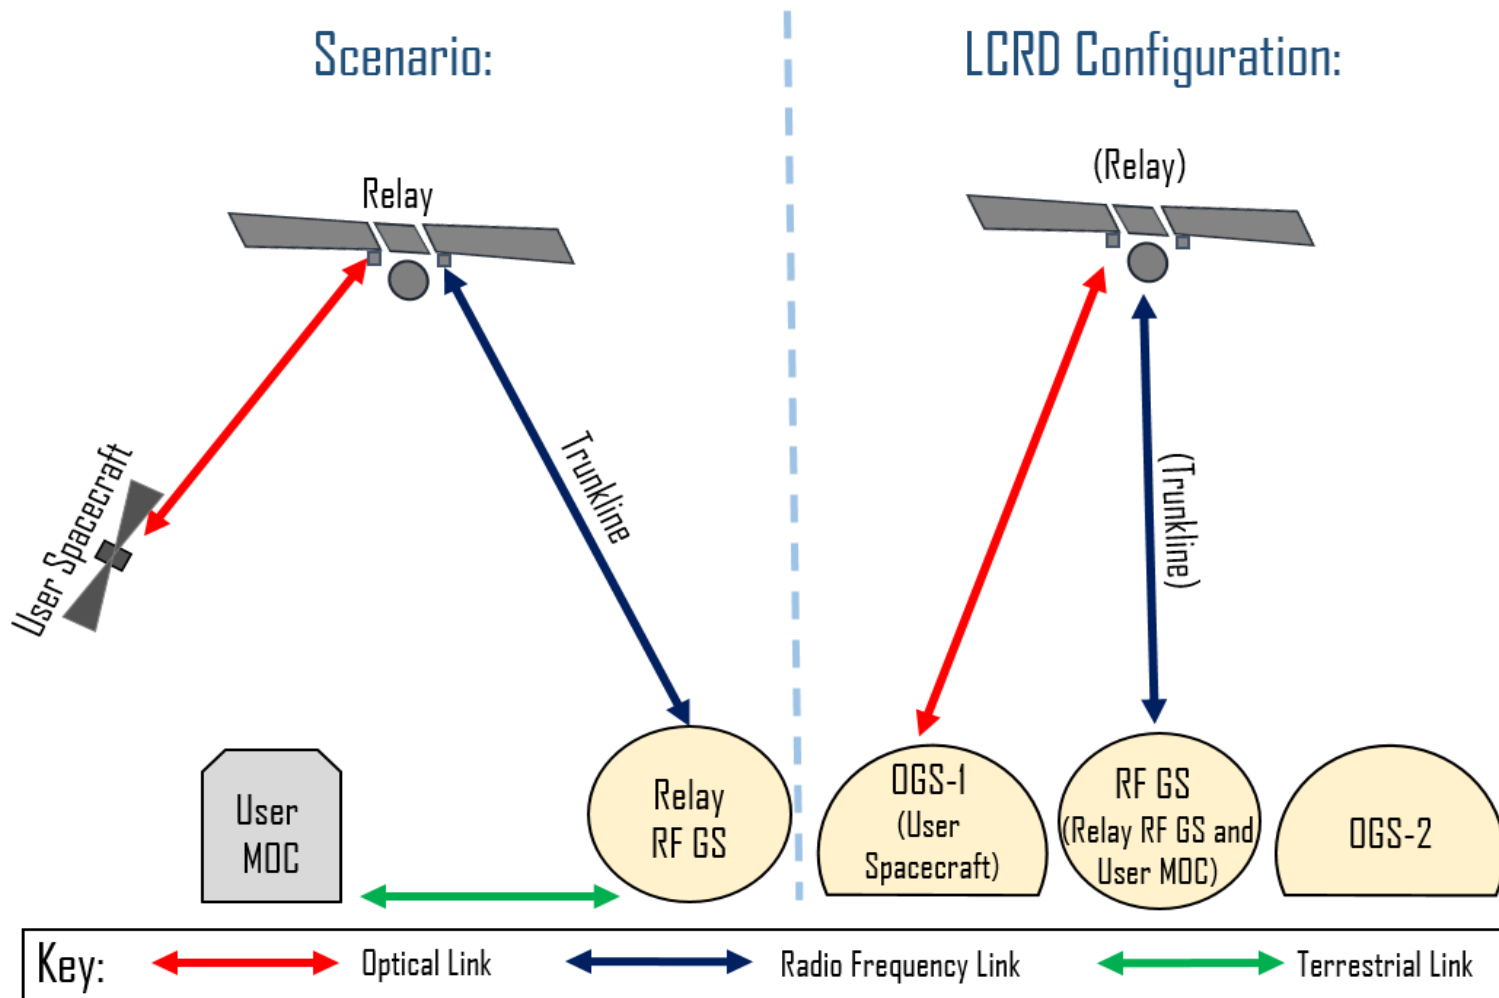 Scenario:
LCRD Configuration:
Relay
(Relay)
User Spacecraft
Trunkline
(Trunkline)
User
MOC
Relay
RF GS
OGS-1
(User
Spacecraft)
RF GS
(Relay RF GS and
User MOC)
OGS-2
Key:
Optical Link
Radio Frequency Link
Terrestrial Link